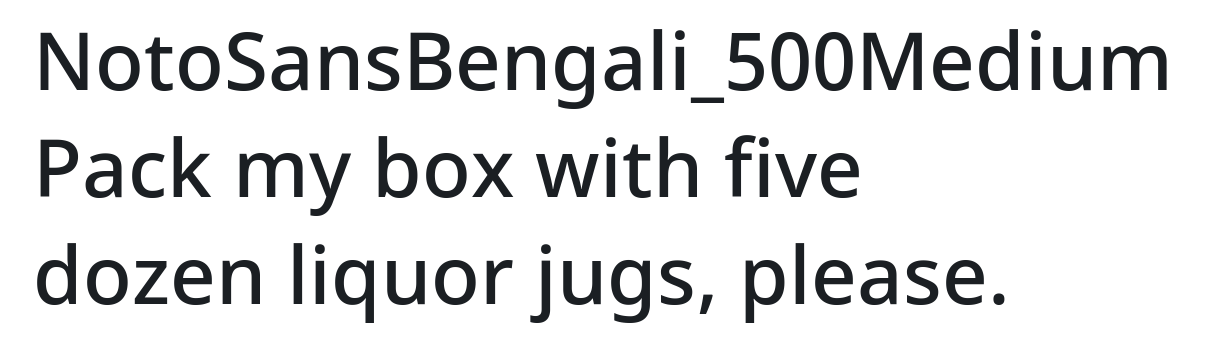 NotoSansBengali_500Medium
Pack my box with five
dozen liquor jugs, please.